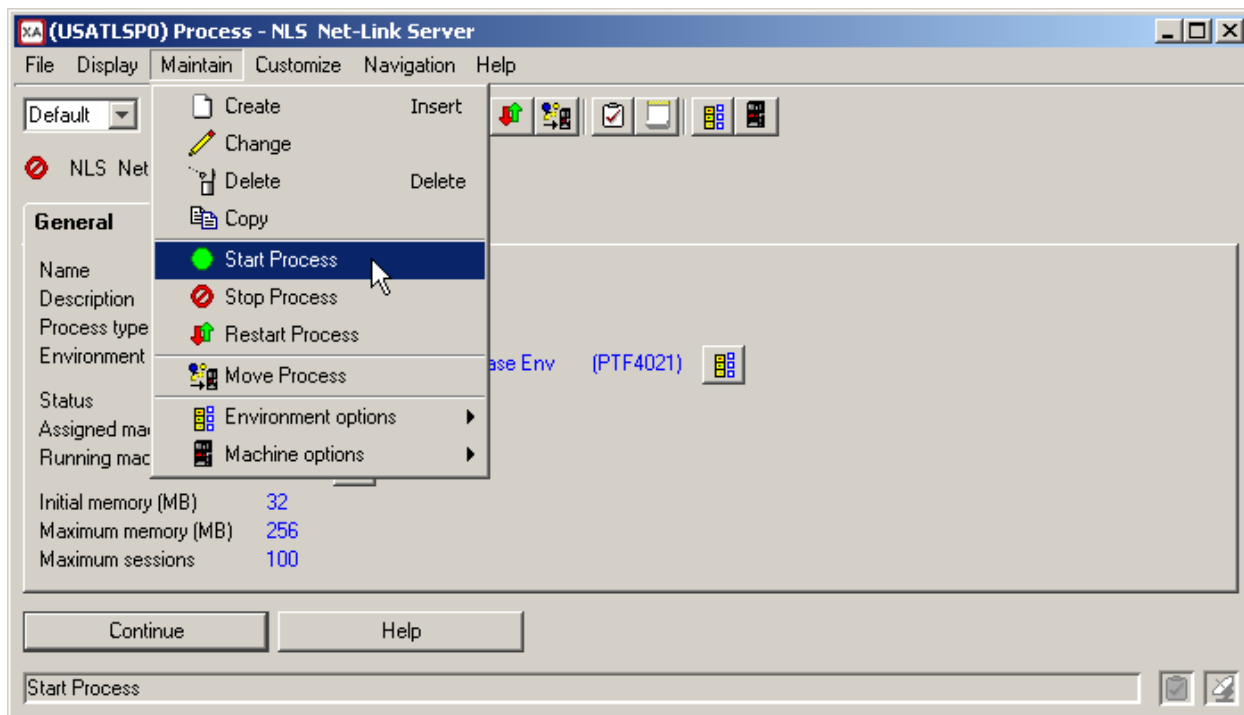 XA (USATLSP0) Process - NLS Net-Link Server
File Display Maintain Customize Navigation Help
Default
Create Insert
Change
NLS Net
Delete Delete
General
Copy
Name
Start Process
Description
Stop Process
Process type
Restart Process
Environment
ase Env (PTF4021)
Move Process
Status
Environment options
Assigned ma
Running mac
Machine options
Initial memory (MB) 32
Maximum memory (MB) 256
Maximum sessions 100
Continue Help
Start Process